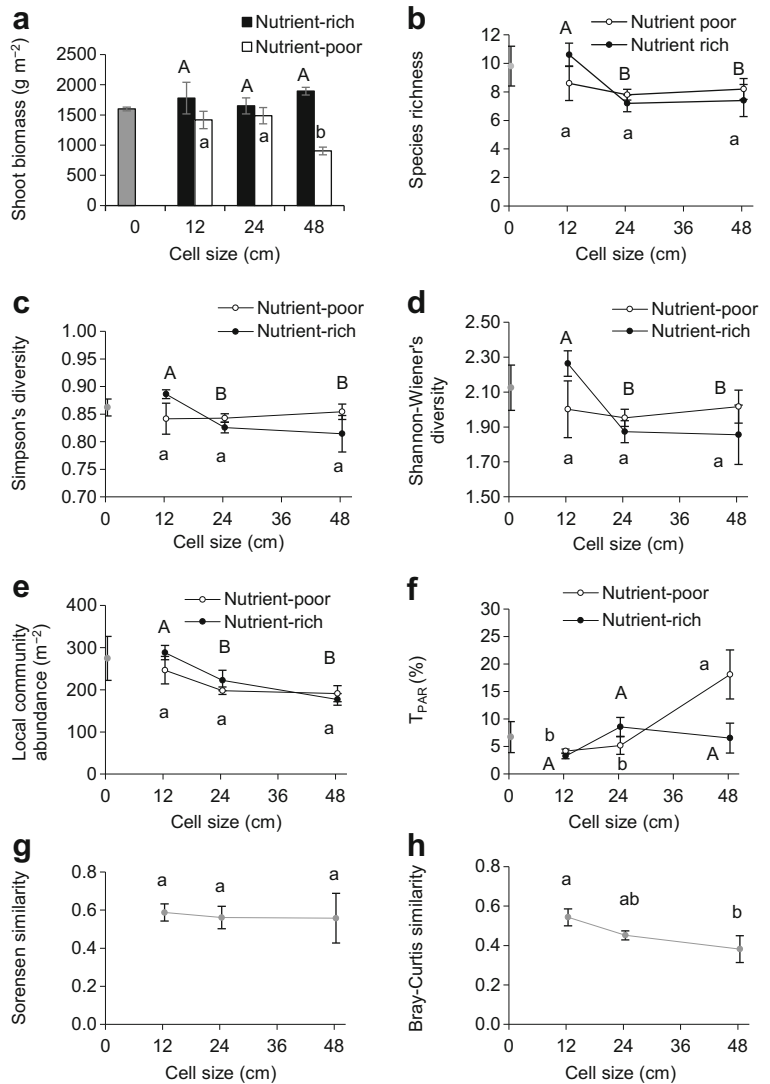 a
Nutrient-rich
Nutrient-poor
Shoot biomass (g m⁻²)
2500
2000
1500
1000
500
0
A A A
a a b
0 12 24 48
Cell size (cm)
b
Nutrient poor
Nutrient rich
Species richness
12
10
8
6
4
2
0
A B B
a a a
0 12 24 36 48
Cell size (cm)
c
Nutrient-poor
Nutrient-rich
Simpson's diversity
1.00
0.95
0.90
0.85
0.80
0.75
0.70
A B B
a a a
0 12 24 36 48
Cell size (cm)
d
Nutrient-poor
Nutrient-rich
Shannon-Wiener's
diversity
2.50
2.30
2.10
1.90
1.70
1.50
A B B
a a a
0 12 24 36 48
Cell size (cm)
e
Nutrient-poor
Nutrient-rich
Local community
abundance (m⁻²)
400
300
200
100
0
A B B
a a a
0 12 24 36 48
Cell size (cm)
f
Nutrient-poor
Nutrient-rich
T_PAR (%)
30
25
20
15
10
5
0
a
A
b
A b A
0 12 24 36 48
Cell size (cm)
g
Sorensen similarity
0.8
0.6
0.4
0.2
0.0
a a a
0 12 24 36 48
Cell size (cm)
h
Bray-Curtis similarity
0.8
0.6
0.4
0.2
0.0
a ab b
0 12 24 36 48
Cell size (cm)